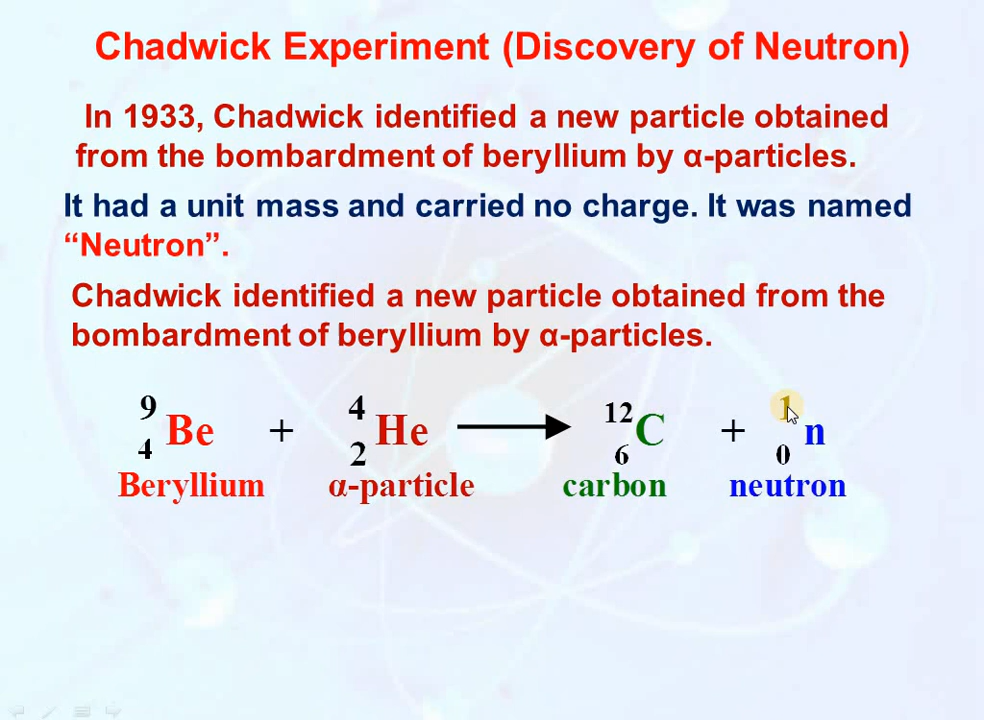 Chadwick Experiment (Discovery of Neutron)
In 1933, Chadwick identified a new particle obtained
from the bombardment of beryllium by α-particles.
It had a unit mass and carried no charge. It was named
“Neutron”.
Chadwick identified a new particle obtained from the
bombardment of beryllium by α-particles.
9 4 Be + 4 2 He → 12 6 C + 1 0 n
Beryllium α-particle carbon neutron